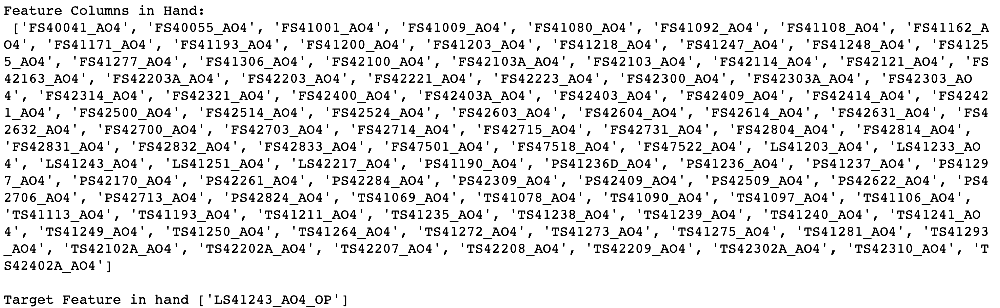 Feature Columns in Hand:
 ['FS40041_AO4', 'FS40055_AO4', 'FS41001_AO4', 'FS41009_AO4', 'FS41080_AO4', 'FS41092_AO4', 'FS41108_AO4', 'FS41162_A
O4', 'FS41171_AO4', 'FS41193_AO4', 'FS41200_AO4', 'FS41203_AO4', 'FS41218_AO4', 'FS41247_AO4', 'FS41248_AO4', 'FS4125
5_AO4', 'FS41277_AO4', 'FS41306_AO4', 'FS42100_AO4', 'FS42103A_AO4', 'FS42103_AO4', 'FS42114_AO4', 'FS42121_AO4', 'FS
42163_AO4', 'FS42203A_AO4', 'FS42203_AO4', 'FS42221_AO4', 'FS42223_AO4', 'FS42300_AO4', 'FS42303A_AO4', 'FS42303_AO
4', 'FS42314_AO4', 'FS42321_AO4', 'FS42400_AO4', 'FS42403A_AO4', 'FS42403_AO4', 'FS42409_AO4', 'FS42414_AO4', 'FS4242
1_AO4', 'FS42500_AO4', 'FS42514_AO4', 'FS42524_AO4', 'FS42603_AO4', 'FS42604_AO4', 'FS42614_AO4', 'FS42631_AO4', 'FS4
2632_AO4', 'FS42700_AO4', 'FS42703_AO4', 'FS42714_AO4', 'FS42715_AO4', 'FS42731_AO4', 'FS42804_AO4', 'FS42814_AO4',
'FS42831_AO4', 'FS42832_AO4', 'FS42833_AO4', 'FS47501_AO4', 'FS47518_AO4', 'FS47522_AO4', 'LS41203_AO4', 'LS41233_AO
4', 'LS41243_AO4', 'LS41251_AO4', 'LS42217_AO4', 'PS41190_AO4', 'PS41236D_AO4', 'PS41236_AO4', 'PS41237_AO4', 'PS4129
7_AO4', 'PS42170_AO4', 'PS42261_AO4', 'PS42284_AO4', 'PS42309_AO4', 'PS42409_AO4', 'PS42509_AO4', 'PS42622_AO4', 'PS4
2706_AO4', 'PS42713_AO4', 'PS42824_AO4', 'TS41069_AO4', 'TS41078_AO4', 'TS41090_AO4', 'TS41097_AO4', 'TS41106_AO4',
'TS41113_AO4', 'TS41193_AO4', 'TS41211_AO4', 'TS41235_AO4', 'TS41238_AO4', 'TS41239_AO4', 'TS41240_AO4', 'TS41241_AO
4', 'TS41249_AO4', 'TS41250_AO4', 'TS41264_AO4', 'TS41272_AO4', 'TS41273_AO4', 'TS41275_AO4', 'TS41281_AO4', 'TS41293
_AO4', 'TS42102A_AO4', 'TS42202A_AO4', 'TS42207_AO4', 'TS42208_AO4', 'TS42209_AO4', 'TS42302A_AO4', 'TS42310_AO4', 'T
S42402A_AO4']
Target Feature in hand ['LS41243_AO4_OP']